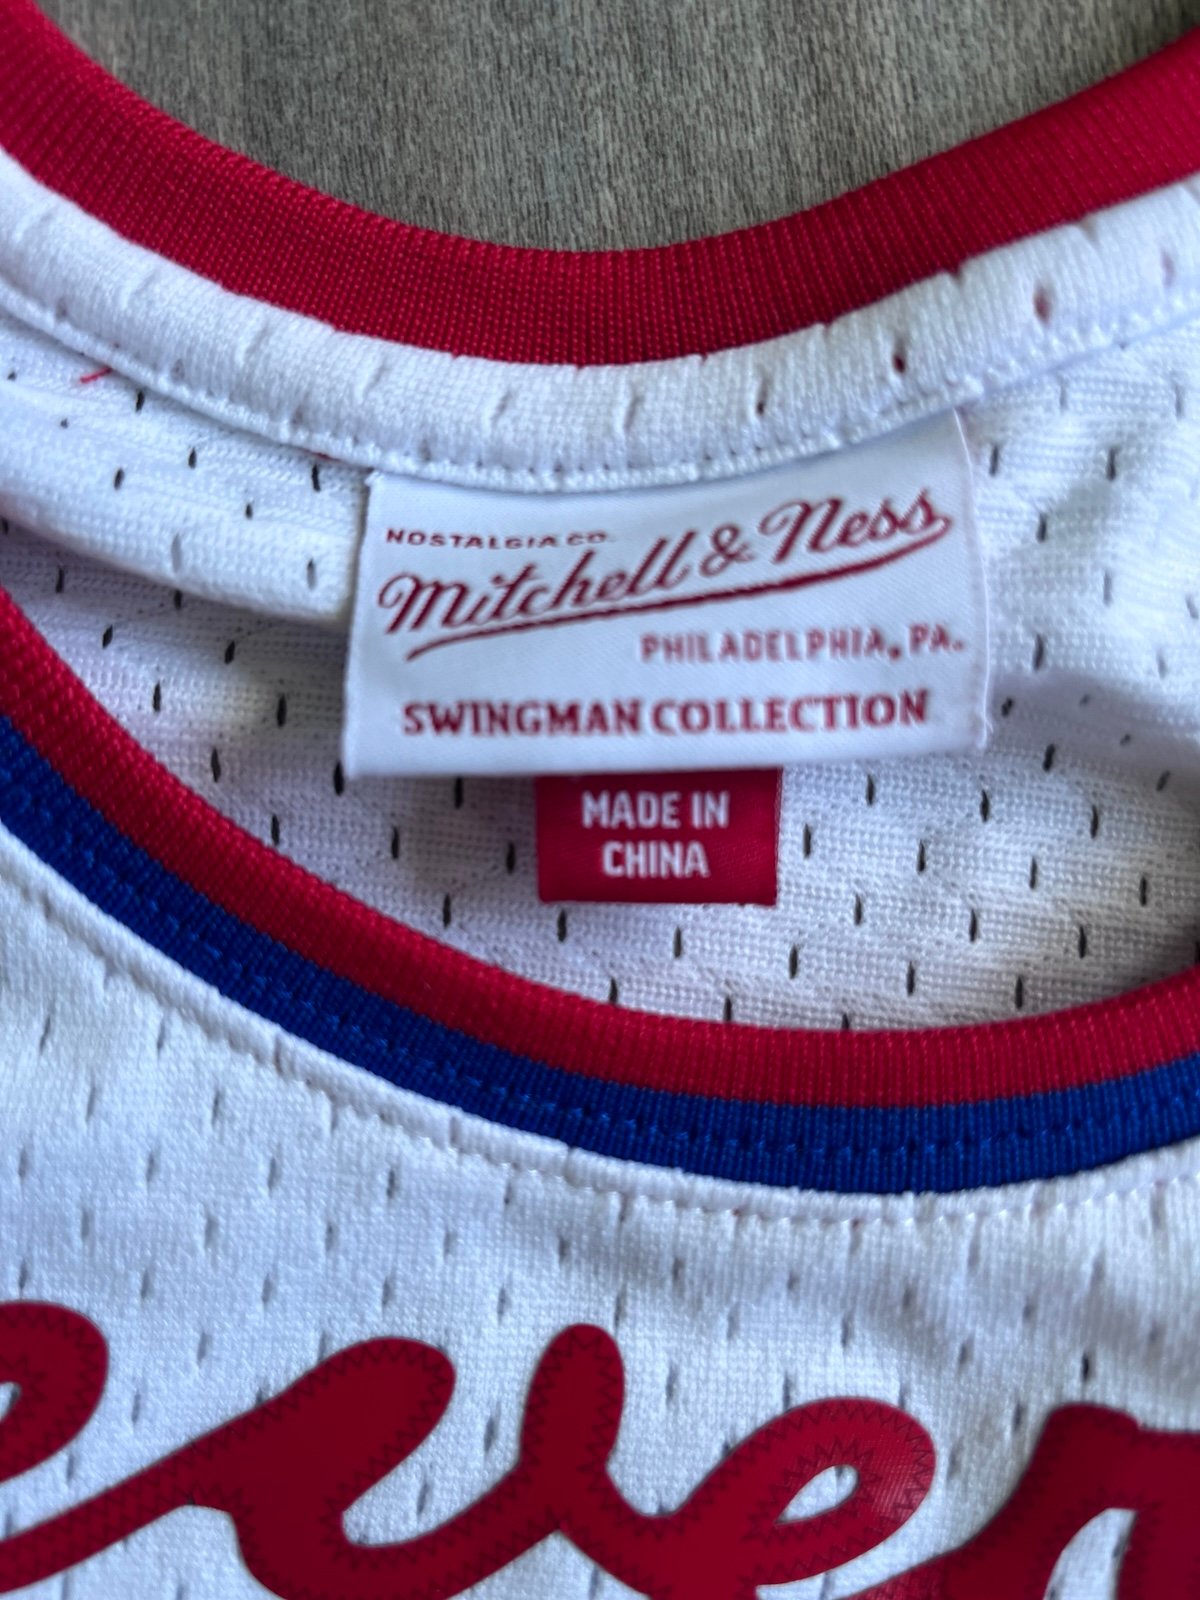 NOSTALGIA CO.
Mitchell & Ness
PHILADELPHIA, PA.
SWINGMAN COLLECTION
MADE IN
CHINA